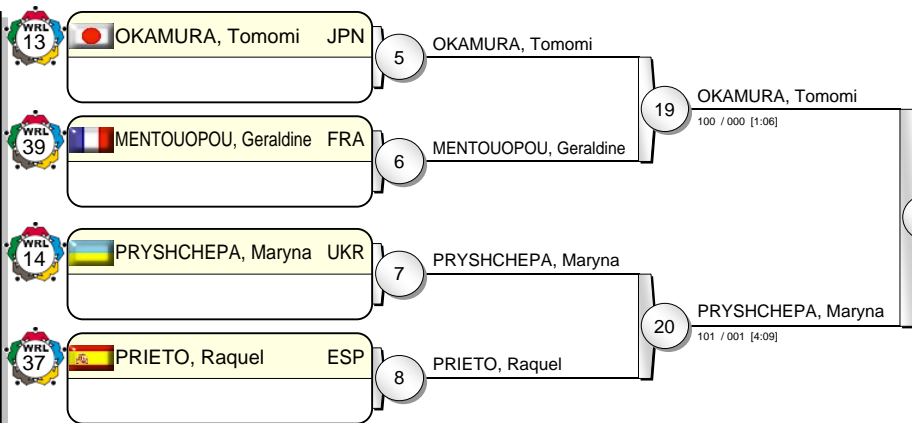 WRL
13
OKAMURA, Tomomi JPN
5
OKAMURA, Tomomi
19
OKAMURA, Tomomi
100 / 000 [1:06]
WRL
39
MENTOUOPOU, Geraldine FRA
6
MENTOUOPOU, Geraldine
WRL
14
PRYSHCHEPA, Maryna UKR
7
PRYSHCHEPA, Maryna
20
PRYSHCHEPA, Maryna
101 / 001 [4:09]
WRL
37
PRIETO, Raquel ESP
8
PRIETO, Raquel